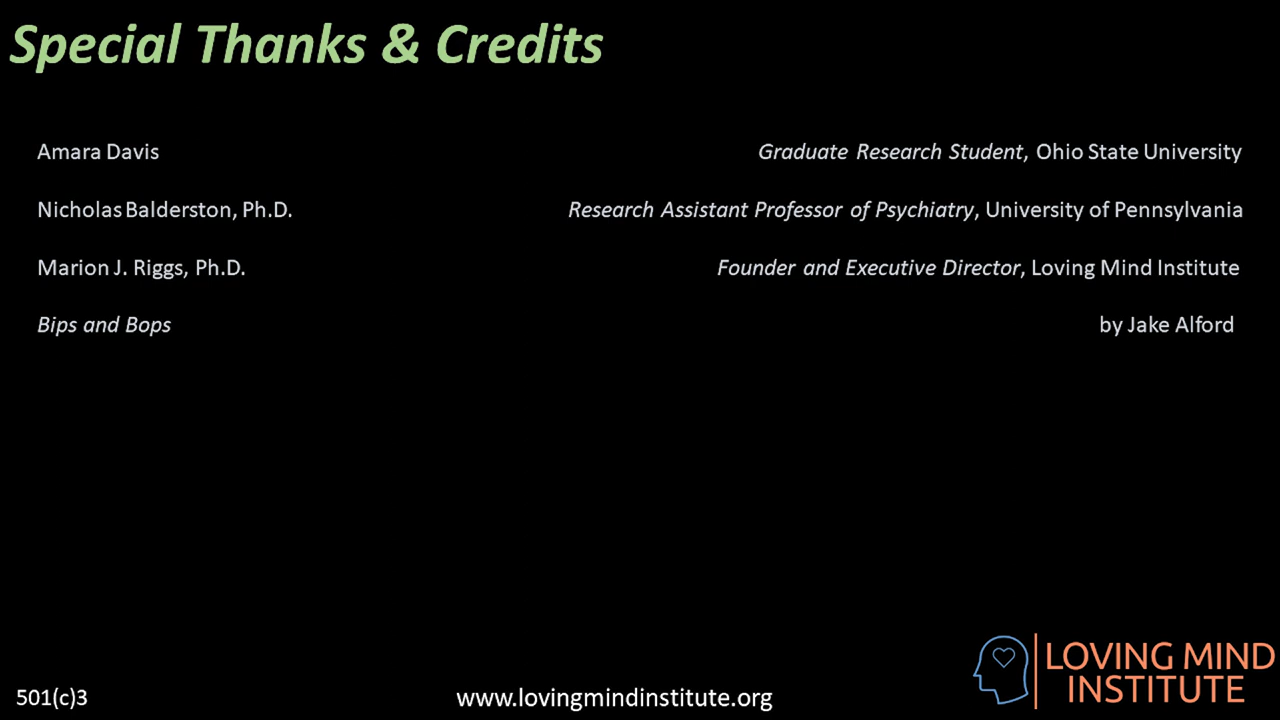 Special Thanks & Credits
Amara Davis Graduate Research Student, Ohio State University
Nicholas Balderston, Ph.D. Research Assistant Professor of Psychiatry, University of Pennsylvania
Marion J. Riggs, Ph.D. Founder and Executive Director, Loving Mind Institute
Bips and Bops by Jake Alford
501(c)3 www.lovingmindinstitute.org
LOVING MIND
INSTITUTE